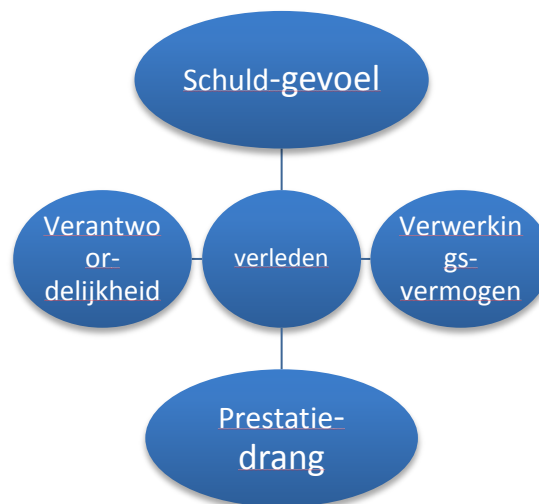 Schuld-gevoel
Verantwo
or-
delijkheid
verleden
Verwerkin
gs-
vermogen
Prestatie-
drang